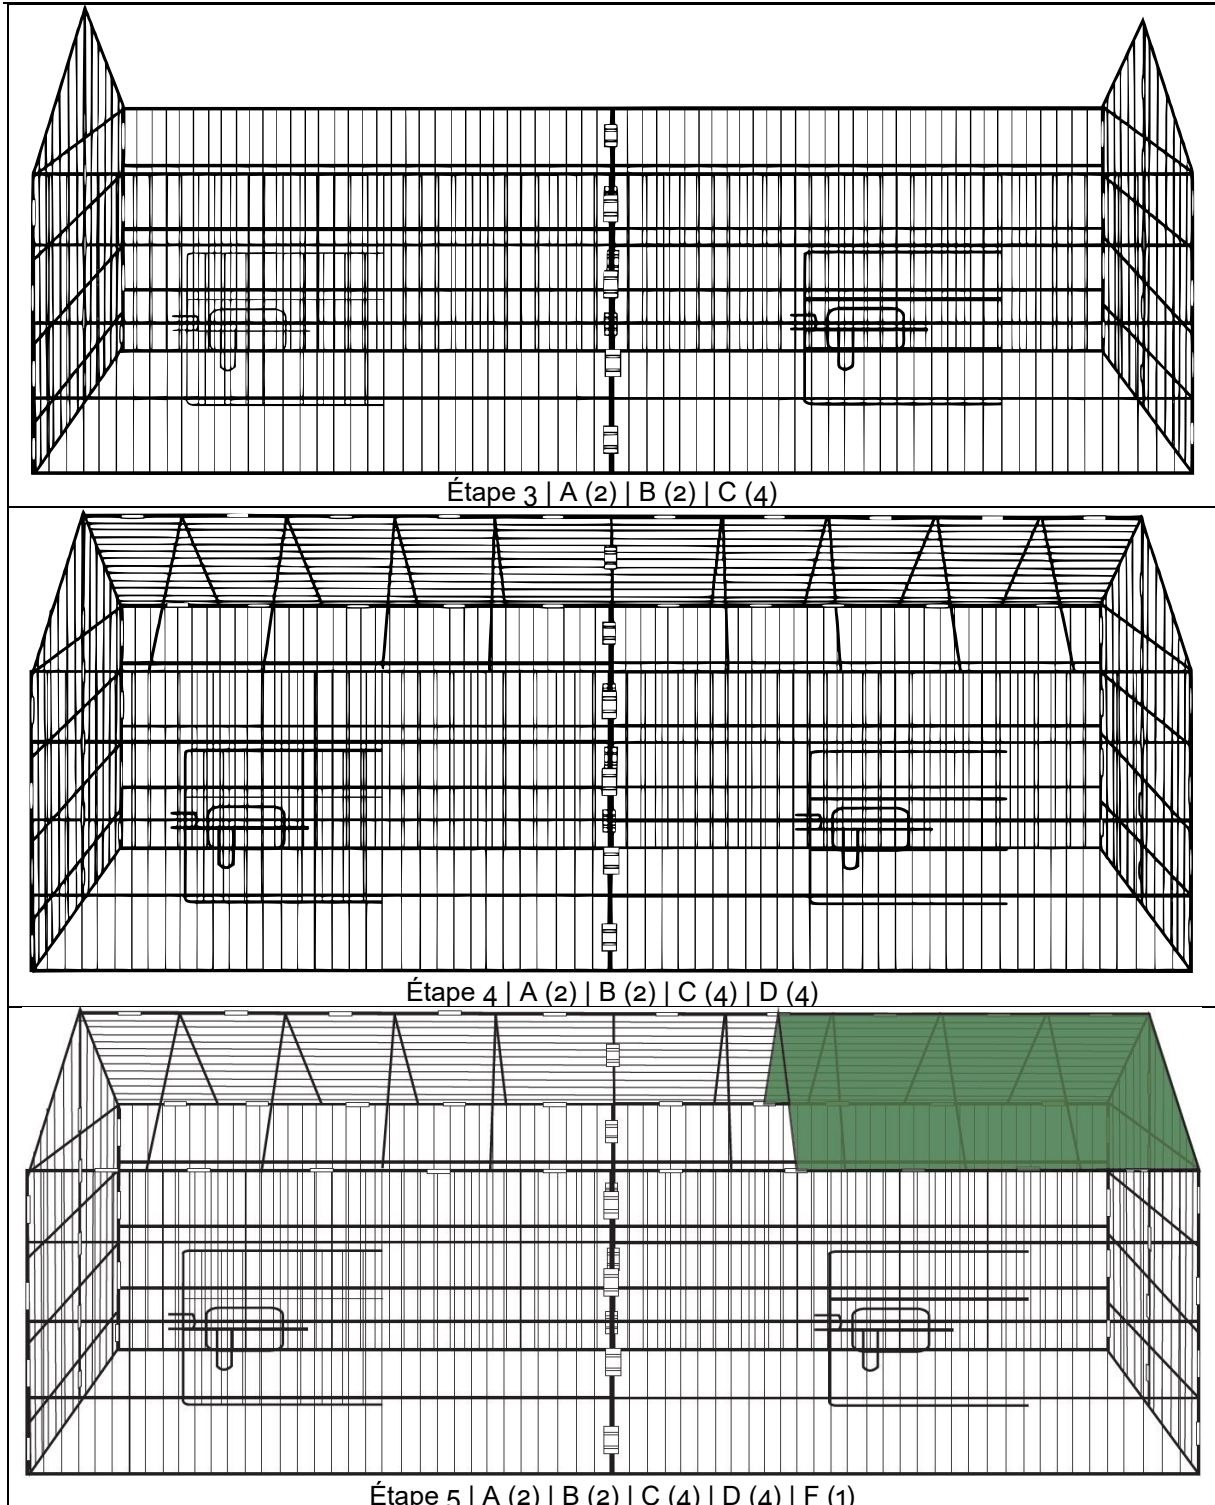 Étape 3 | A (2) | B (2) | C (4)
Étape 4 | A (2) | B (2) | C (4) | D (4)
Étape 5 | A (2) | B (2) | C (4) | D (4) | F (1)